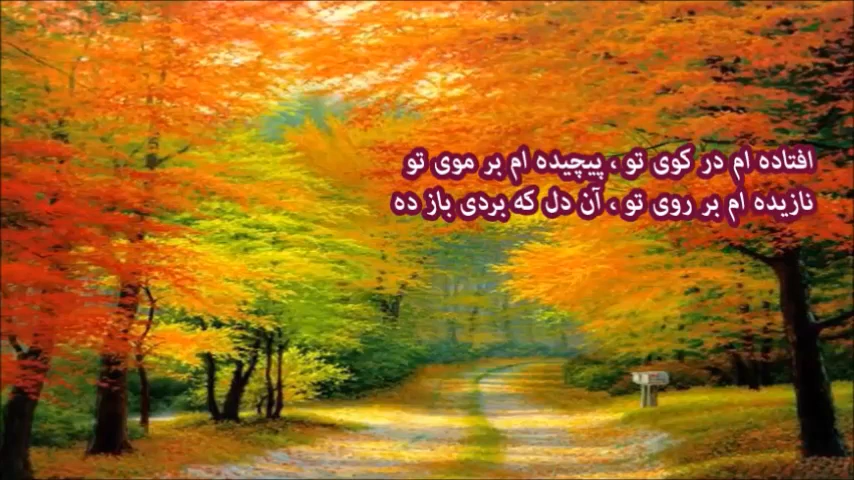 افتاده ام در کوی تو ، پیچیده ام بر موی تو
نازیده ام بر روی تو ، آن دل که بردی باز ده